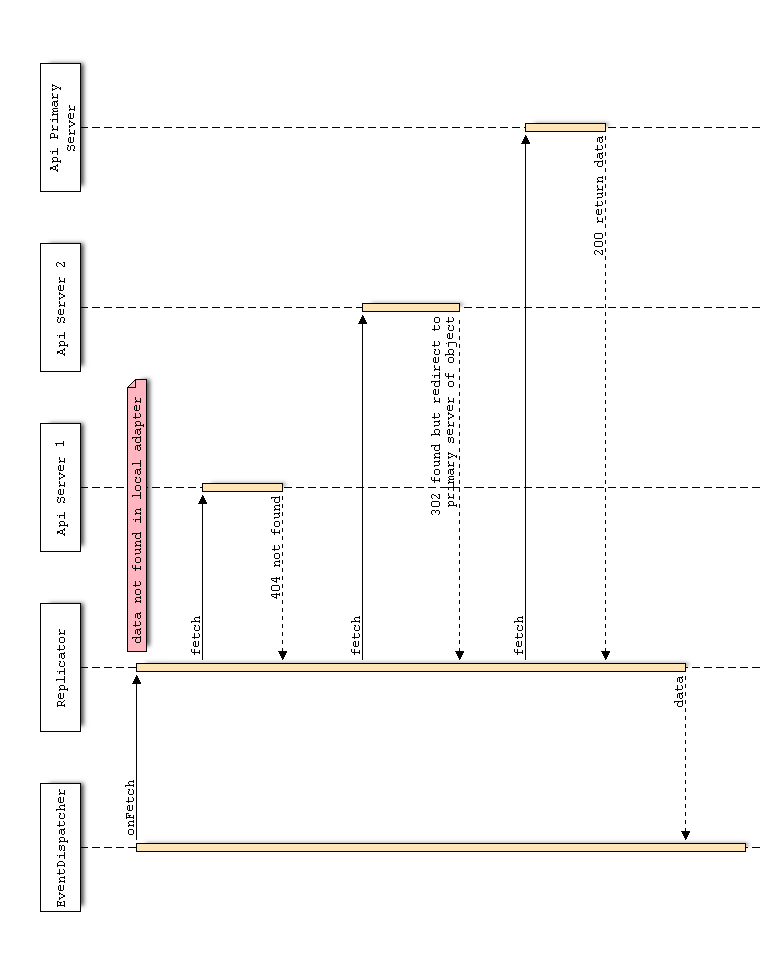 EventDispatcher
Replicator
Api Server 1
Api Server 2
Api Primary
Server
onFetch
data not found in local adapter
fetch
404 not found
fetch
302 found but redirect to
primary server of object
fetch
200 return data
data